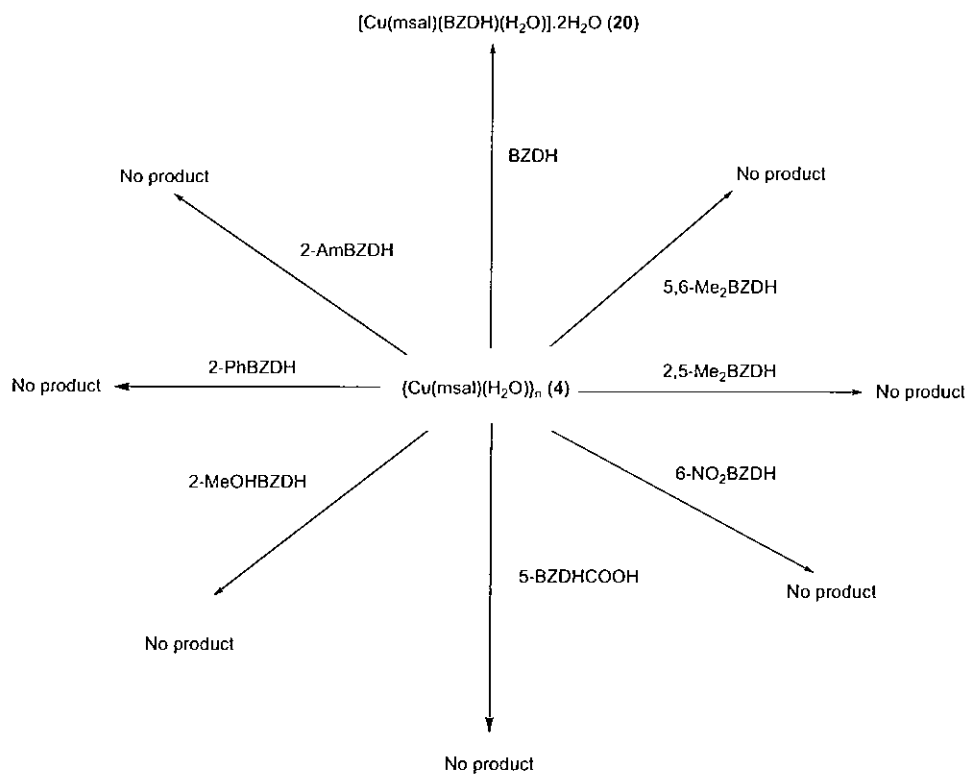 [Cu(msal)(BZDH)(H₂O)].2H₂O (20)
BZDH
No product
No product
2-AmBZDH
5,6-Me₂BZDH
2-PhBZDH
2,5-Me₂BZDH
No product
{Cu(msal)(H₂O)}ₙ (4)
No product
2-MeOHBZDH
6-NO₂BZDH
5-BZDHCOOH
No product
No product
No product